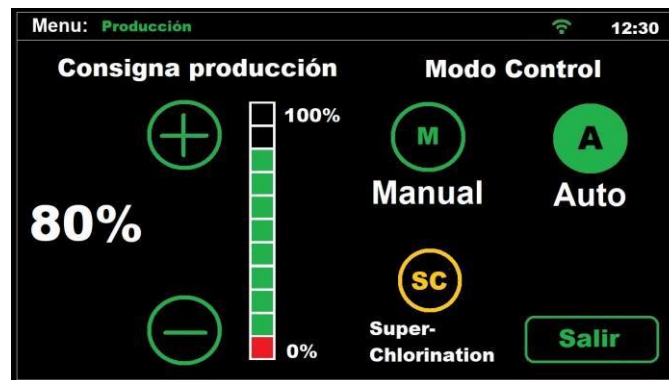 Menu: Producción 12:30
Consigna producción
Modo Control
100%
M
A
Manual
Auto
80%
SC
Super-
Chlorination
0%
Salir